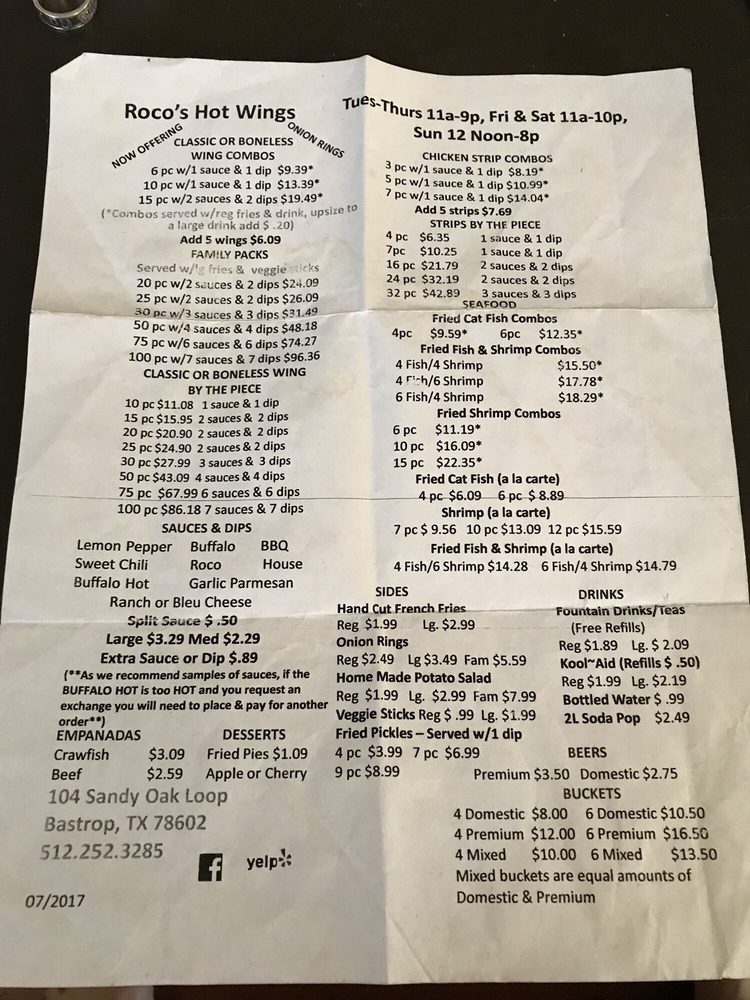 Roco's Hot Wings
NOW OFFERING
ONION RINGS
CLASSIC OR BONELESS
WING COMBOS
6 pc w/1 sauce & 1 dip $9.39*
10 pc w/1 sauce & 1 dip $13.39*
15 pc w/2 sauces & 2 dips $19.49*
(*Combos served w/reg fries & drink, upsize to
a large drink add $ .20)
Add 5 wings $6.09
FAMILY PACKS
Served w/lg fries & veggie sticks
20 pc w/2 sauces & 2 dips $24.09
25 pc w/2 sauces & 2 dips $26.09
30 pc w/3 sauces & 3 dips $31.49
50 pc w/4 sauces & 4 dips $48.18
75 pc w/6 sauces & 6 dips $74.27
100 pc w/7 sauces & 7 dips $96.36
CLASSIC OR BONELESS WING
BY THE PIECE
10 pc $11.08 1 sauce & 1 dip
15 pc $15.95 2 sauces & 2 dips
20 pc $20.90 2 sauces & 2 dips
25 pc $24.90 2 sauces & 2 dips
30 pc $27.99 3 sauces & 3 dips
50 pc $43.09 4 sauces & 4 dips
75 pc $67.99 6 sauces & 6 dips
100 pc $86.18 7 sauces & 7 dips
SAUCES & DIPS
Lemon Pepper Buffalo BBQ
Sweet Chili Roco House
Buffalo Hot Garlic Parmesan
Ranch or Bleu Cheese
Split Sauce $ .50
Large $3.29 Med $2.29
Extra Sauce or Dip $.89
(**As we recommend samples of sauces, if the
BUFFALO HOT is too HOT and you request an
exchange you will need to place & pay for another
order**)
EMPANADAS
Crawfish $3.09
Beef $2.59
DESSERTS
Fried Pies $1.09
Apple or Cherry
104 Sandy Oak Loop
Bastrop, TX 78602
512.252.3285
f yelp
07/2017
Tues-Thurs 11a-9p, Fri & Sat 11a-10p,
Sun 12 Noon-8p
CHICKEN STRIP COMBOS
3 pc w/1 sauce & 1 dip $8.19*
5 pc w/1 sauce & 1 dip $10.99*
7 pc w/1 sauce & 1 dip $14.04*
Add 5 strips $7.69
STRIPS BY THE PIECE
4 pc $6.35 1 sauce & 1 dip
7pc $10.25 1 sauce & 1 dip
16 pc $21.79 2 sauces & 2 dips
24 pc $32.19 2 sauces & 2 dips
32 pc $42.89 3 sauces & 3 dips
SEAFOOD
Fried Cat Fish Combos
4pc $9.59* 6pc $12.35*
Fried Fish & Shrimp Combos
4 Fish/4 Shrimp $15.50*
4 Fish/6 Shrimp $17.78*
6 Fish/4 Shrimp $18.29*
Fried Shrimp Combos
6 pc $11.19*
10 pc $16.09*
15 pc $22.35*
Fried Cat Fish (a la carte)
4 pc $6.09 6 pc $ 8.89
Shrimp (a la carte)
7 pc $ 9.56 10 pc $13.09 12 pc $15.59
Fried Fish & Shrimp (a la carte)
4 Fish/6 Shrimp $14.28 6 Fish/4 Shrimp $14.79
SIDES
Hand Cut French Fries
Reg $1.99 Lg. $2.99
Onion Rings
Reg $2.49 Lg $3.49 Fam $5.59
Home Made Potato Salad
Reg $1.99 Lg. $2.99 Fam $7.99
Veggie Sticks Reg $ .99 Lg. $1.99
Fried Pickles – Served w/1 dip
4 pc $3.99 7 pc $6.99
9 pc $8.99
DRINKS
Fountain Drinks/Teas
(Free Refills)
Reg $1.89 Lg. $ 2.09
Kool~Aid (Refills $ .50)
Reg $1.99 Lg. $2.19
Bottled Water $ .99
2L Soda Pop $2.49
BEERS
Premium $3.50 Domestic $2.75
BUCKETS
4 Domestic $8.00 6 Domestic $10.50
4 Premium $12.00 6 Premium $16.50
4 Mixed $10.00 6 Mixed $13.50
Mixed buckets are equal amounts of
Domestic & Premium